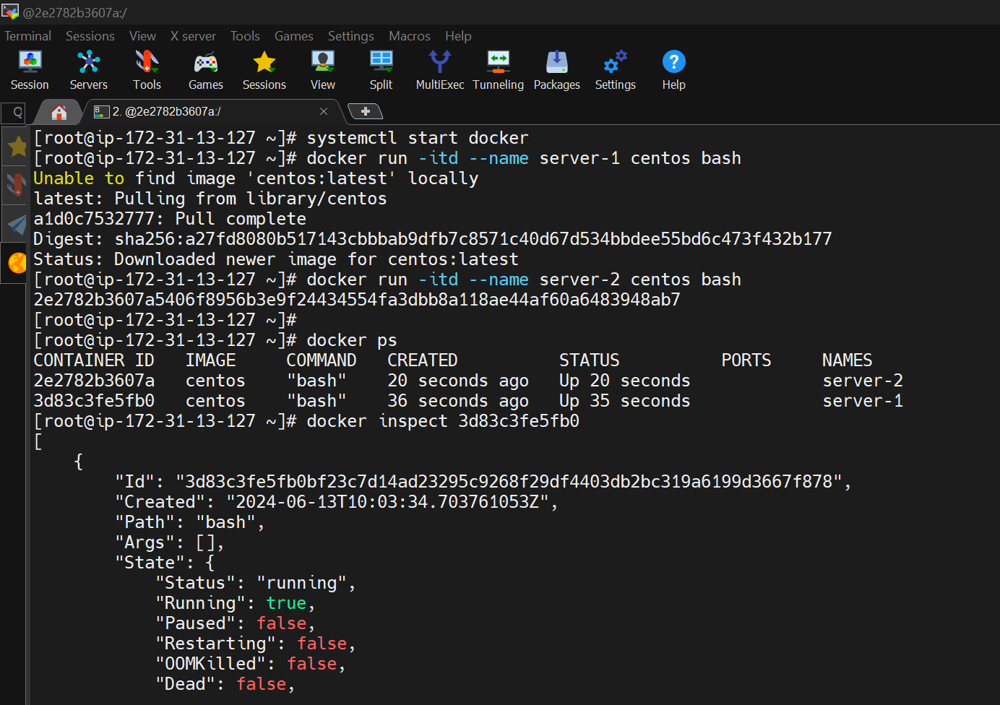 @2e2782b3607a:/
Terminal Sessions View X server Tools Games Settings Macros Help
Session Servers Tools Games Sessions View Split MultiExec Tunneling Packages Settings Help
2. @2e2782b3607a:/
[root@ip-172-31-13-127 ~]# systemctl start docker
[root@ip-172-31-13-127 ~]# docker run -itd --name server-1 centos bash
Unable to find image 'centos:latest' locally
latest: Pulling from library/centos
a1d0c7532777: Pull complete
Digest: sha256:a27fd8080b517143cbbbab9dfb7c8571c40d67d534bbdee55bd6c473f432b177
Status: Downloaded newer image for centos:latest
[root@ip-172-31-13-127 ~]# docker run -itd --name server-2 centos bash
2e2782b3607a5406f8956b3e9f24434554fa3dbb8a118ae44af60a6483948ab7
[root@ip-172-31-13-127 ~]#
[root@ip-172-31-13-127 ~]# docker ps
CONTAINER ID IMAGE COMMAND CREATED STATUS PORTS NAMES
2e2782b3607a centos "bash" 20 seconds ago Up 20 seconds server-2
3d83c3fe5fb0 centos "bash" 36 seconds ago Up 35 seconds server-1
[root@ip-172-31-13-127 ~]# docker inspect 3d83c3fe5fb0
[
{
"Id": "3d83c3fe5fb0bf23c7d14ad23295c9268f29df4403db2bc319a6199d3667f878",
"Created": "2024-06-13T10:03:34.703761053Z",
"Path": "bash",
"Args": [],
"State": {
"Status": "running",
"Running": true,
"Paused": false,
"Restarting": false,
"OOMKilled": false,
"Dead": false,